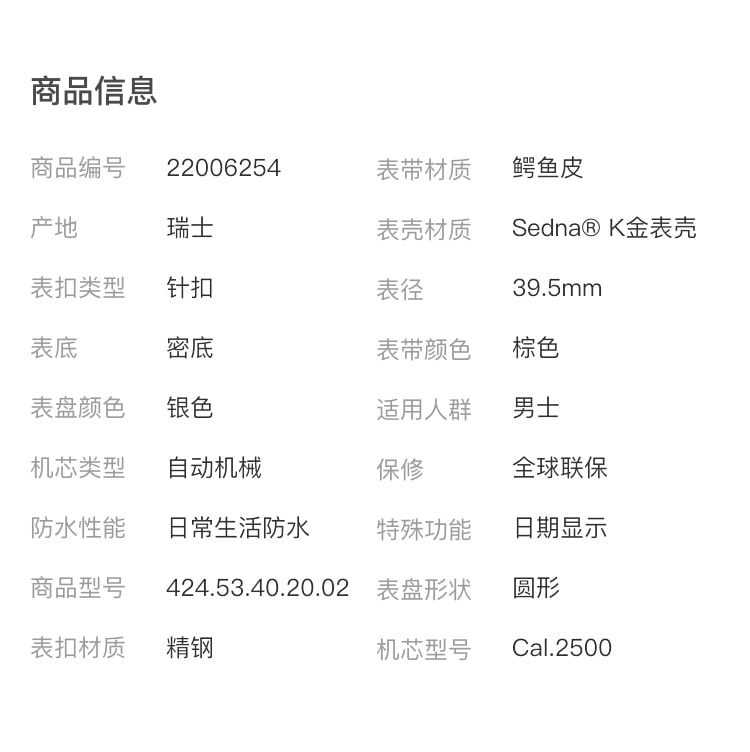 商品信息
商品编号 22006254 表带材质 鳄鱼皮
产地 瑞士 表壳材质 Sedna® K金表壳
表扣类型 针扣 表径 39.5mm
表底 密底 表带颜色 棕色
表盘颜色 银色 适用人群 男士
机芯类型 自动机械 保修 全球联保
防水性能 日常生活防水 特殊功能 日期显示
商品型号 424.53.40.20.02 表盘形状 圆形
表扣材质 精钢 机芯型号 Cal.2500